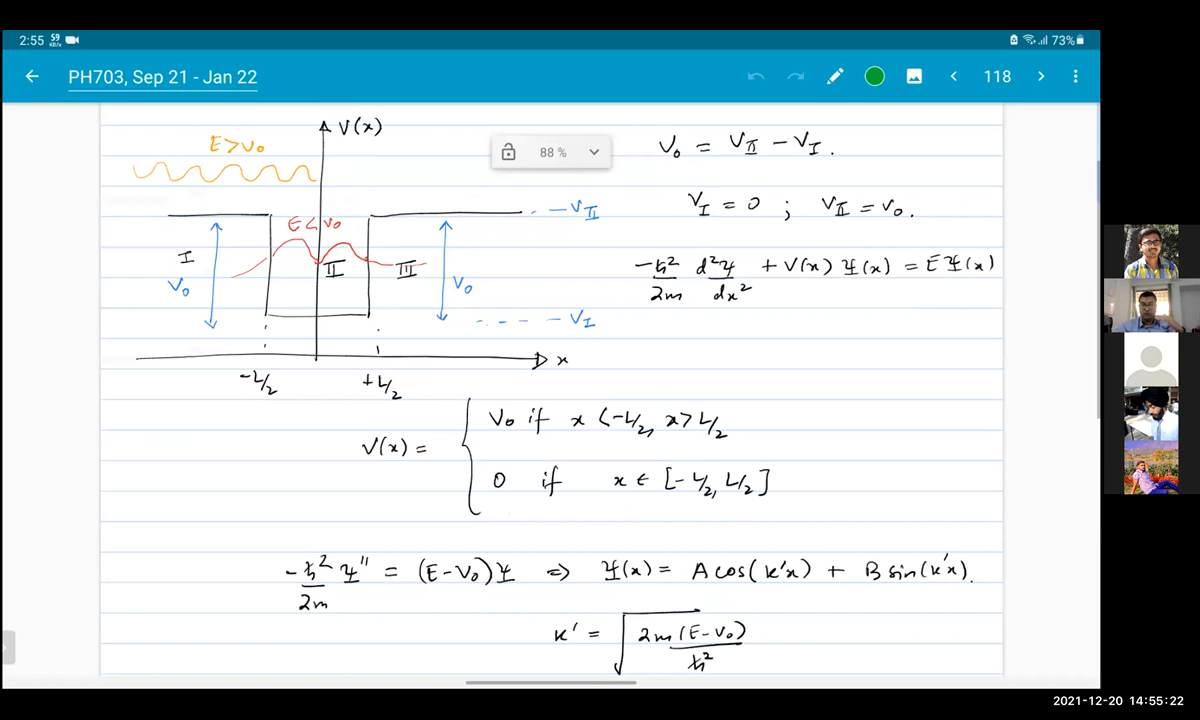 2:55 59 KB/s 73%
PH703, Sep 21 - Jan 22 118
V(x)
E>V₀
88 %
V₀ = V_II - V_I.
- V_II
V_I = 0 ; V_II = V₀.
E<V₀
I
II
III
V₀
V₀
-ħ²/2m d²Ψ/dx² + V(x) Ψ(x) = E Ψ(x)
- V_I
x
-L/2
+L/2
V(x) = { V₀ if x <-L/2, x>L/2
0 if x ∈ [-L/2, L/2]
-ħ²/2m Ψ'' = (E-V₀)Ψ ⇒ Ψ(x) = A cos(k'x) + B sin(k'x).
k' = √(2m(E-V₀)/ħ²)
2021-12-20 14:55:22